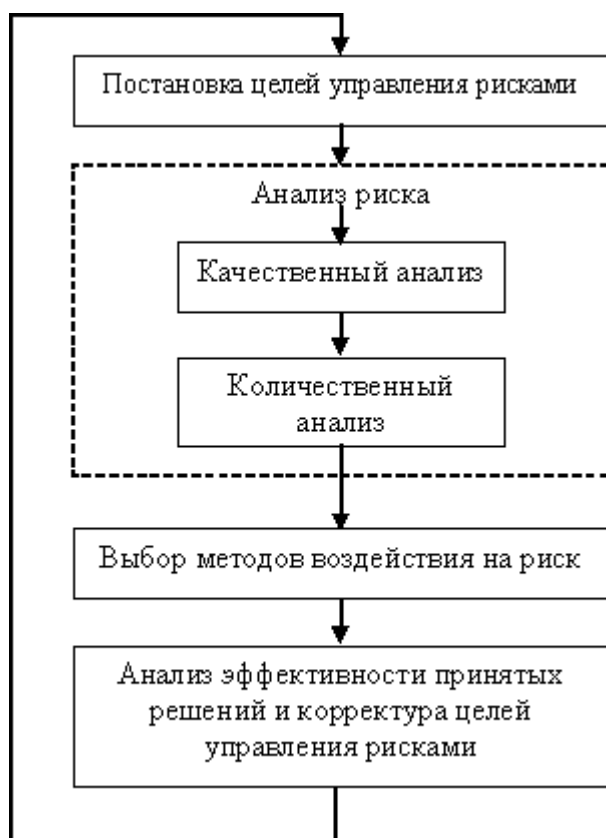 Постановка целей управления рисками
Анализ риска
Качественный анализ
Количественный
анализ
Выбор методов воздействия на риск
Анализ эффективности принятых
решений и корректура целей
управления рисками